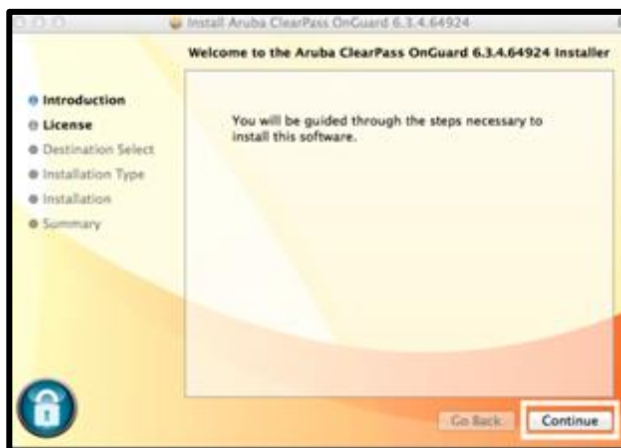 Install Aruba ClearPass OnGuard 6.3.4.64924
Welcome to the Aruba ClearPass OnGuard 6.3.4.64924 Installer
Introduction
License
Destination Select
Installation Type
Installation
Summary
You will be guided through the steps necessary to
install this software.
Go Back
Continue